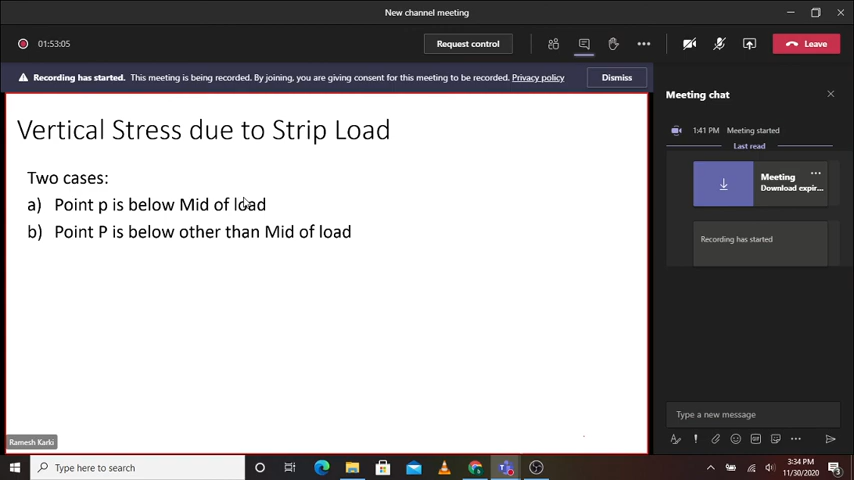 New channel meeting
01:53:05
Request control
Leave
Recording has started. This meeting is being recorded. By joining, you are giving consent for this meeting to be recorded. Privacy policy
Dismiss
Meeting chat
1:41 PM Meeting started
Last read
Meeting
Download expir...
Recording has started
Vertical Stress due to Strip Load
Two cases:
a) Point p is below Mid of load
b) Point P is below other than Mid of load
Ramesh Karki
Type a new message
GIF
Type here to search
3:34 PM
11/30/2020
3